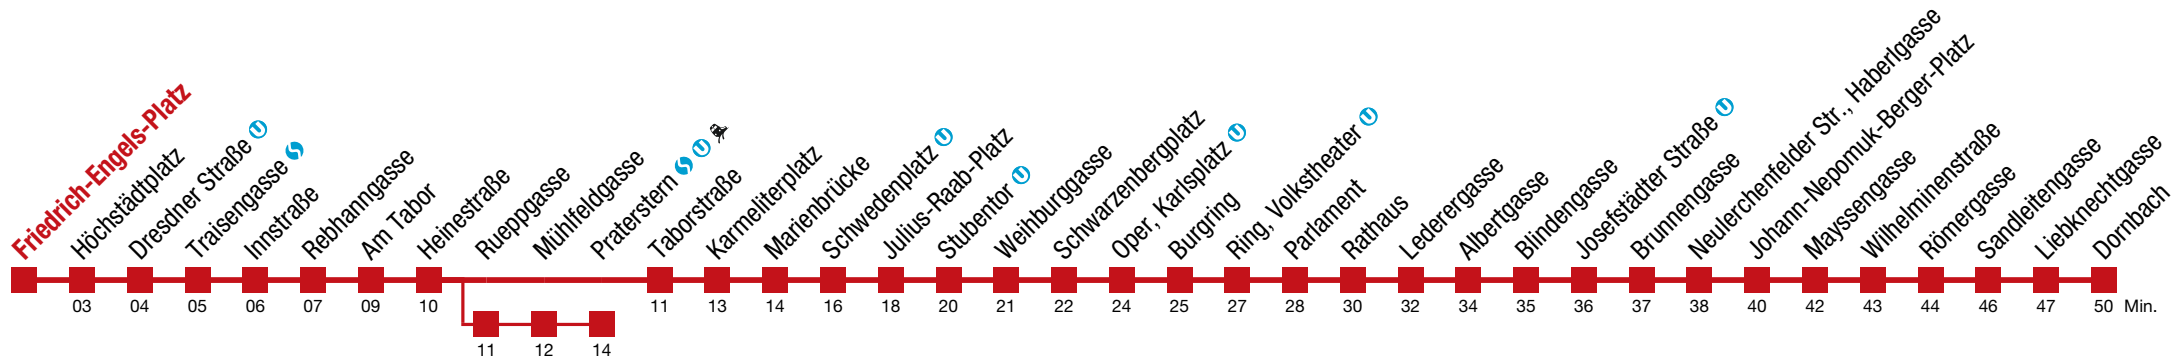 Friedrich-Engels-Platz
Höchstädtplatz
Dresdner Straße U
Traisengasse S
Innstraße
Rebhanngasse
Am Tabor
Heinestraße
Rueppgasse
Mühlfeldgasse
Praterstern S U
Taborstraße
Karmeliterplatz
Marienbrücke
Schwedenplatz U
Julius-Raab-Platz
Stubentor U
Weihburggasse
Schwarzenbergplatz
Oper, Karlsplatz U
Burgring
Ring, Volkstheater U
Parlament
Rathaus
Lederergasse
Albertgasse
Blindengasse
Josefstädter Straße U
Brunnengasse
Neulerchenfelder Str., Haberlgasse
Johann-Nepomuk-Berger-Platz
Mayssengasse
Wilhelminenstraße
Römergasse
Sandleitengasse
Liebknechtgasse
Dornbach
03 04 05 06 07 09 10 11 13 14 16 18 20 21 22 24 25 27 28 30 32 34 35 36 37 38 40 42 43 44 46 47 50 Min.
11 12 14